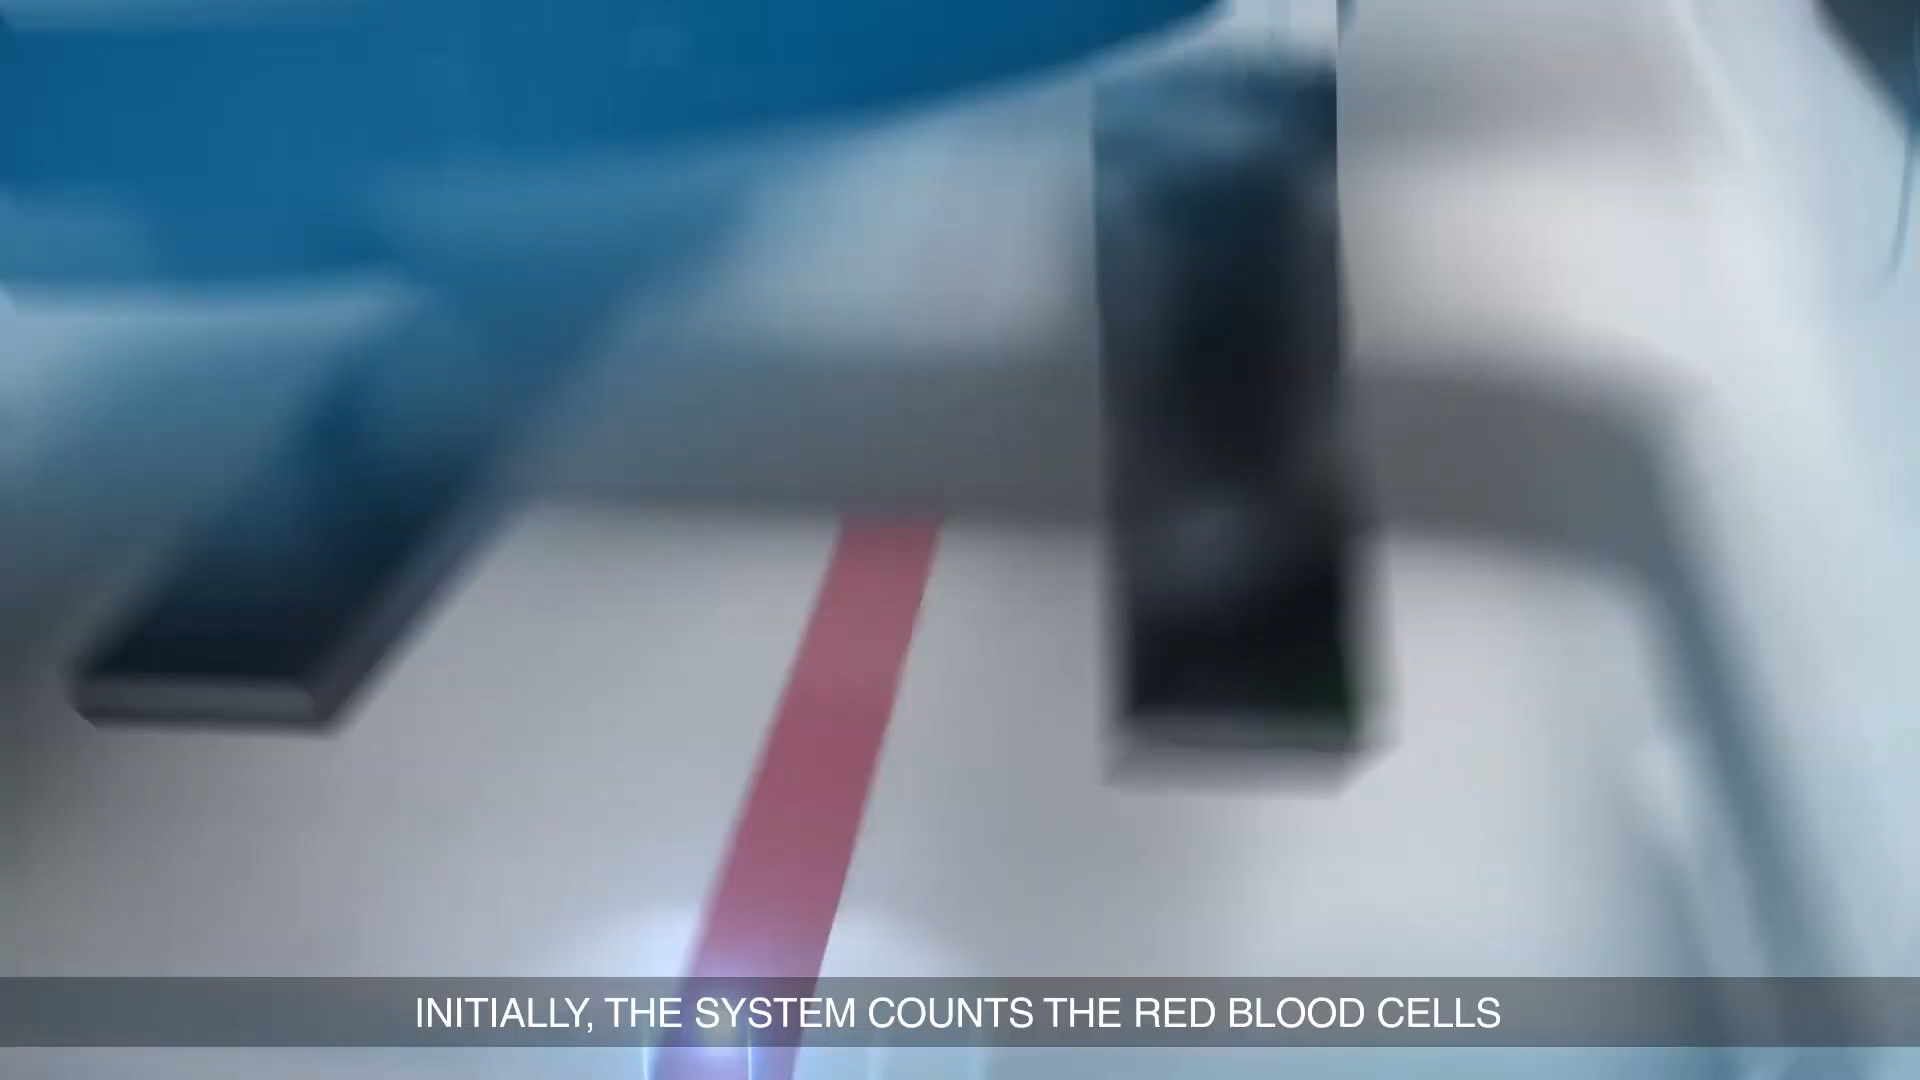 INITIALLY, THE SYSTEM COUNTS THE RED BLOOD CELLS